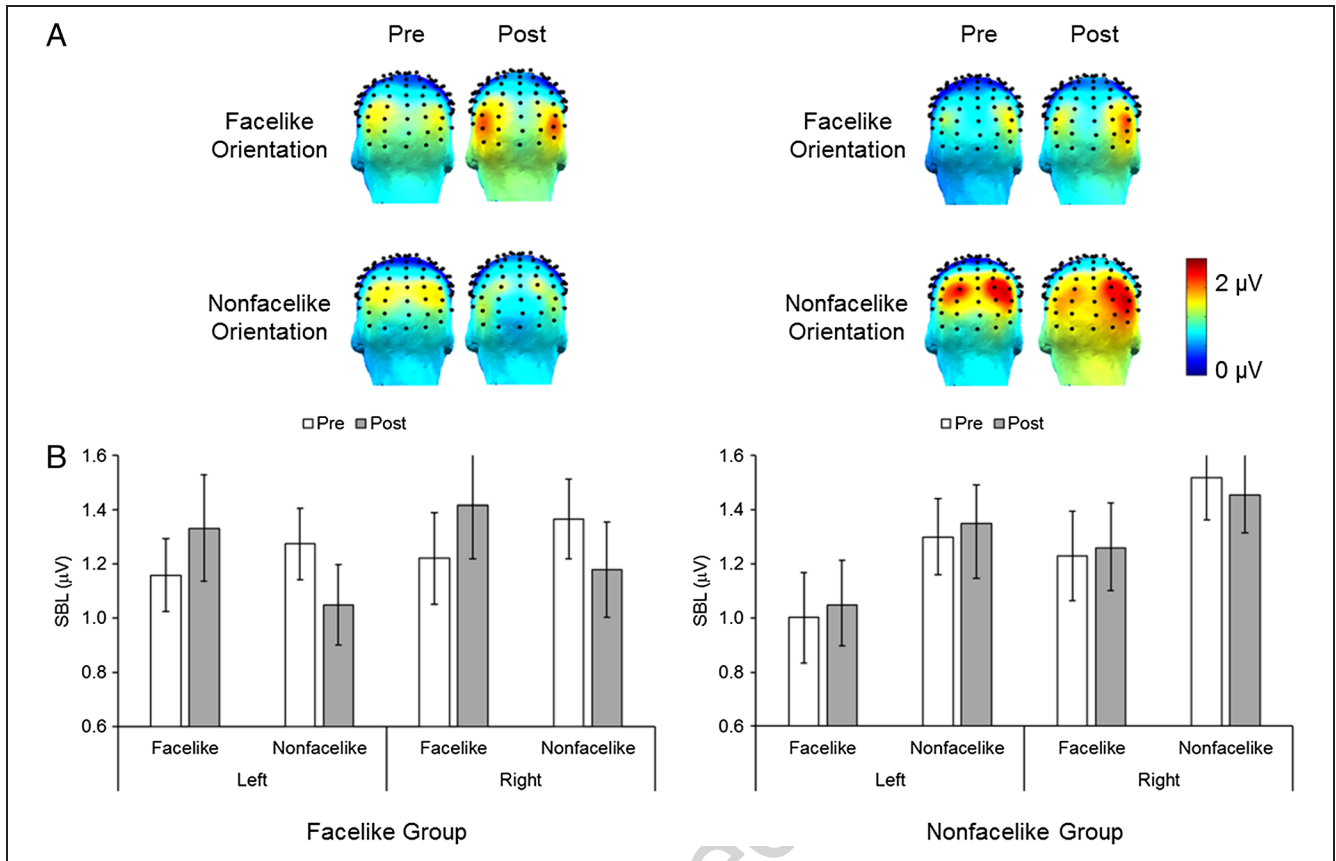 A
Pre Post
Pre Post
Facelike
Orientation
Facelike
Orientation
Nonfacelike
Orientation
Nonfacelike
Orientation
2 μV
0 μV
Pre Post
Pre Post
B
1.6
1.4
1.2
1.0
0.8
0.6
SBL (μV)
Facelike Nonfacelike Facelike Nonfacelike
Left Right
Facelike Group
1.6
1.4
1.2
1.0
0.8
0.6
SBL (μV)
Facelike Nonfacelike Facelike Nonfacelike
Left Right
Nonfacelike Group